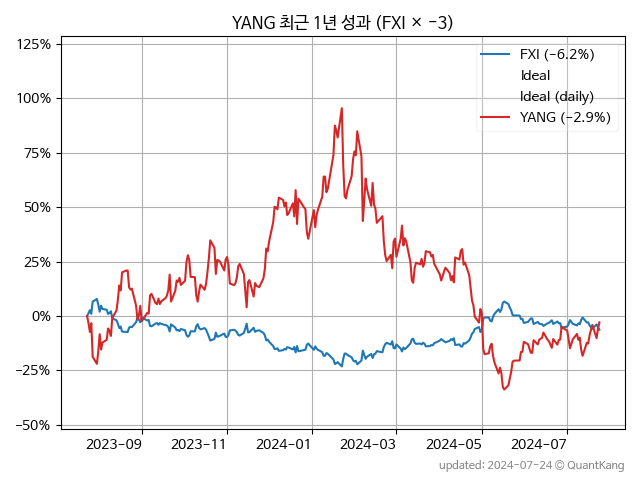 YANG 최근 1년 성과 (FXI × −3)
FXI (−6.2%)
Ideal
Ideal (daily)
YANG (−2.9%)
125%
100%
75%
50%
25%
0%
−25%
−50%
2023−09
2023−11
2024−01
2024−03
2024−05
2024−07
updated: 2024−07−24 © QuantKang